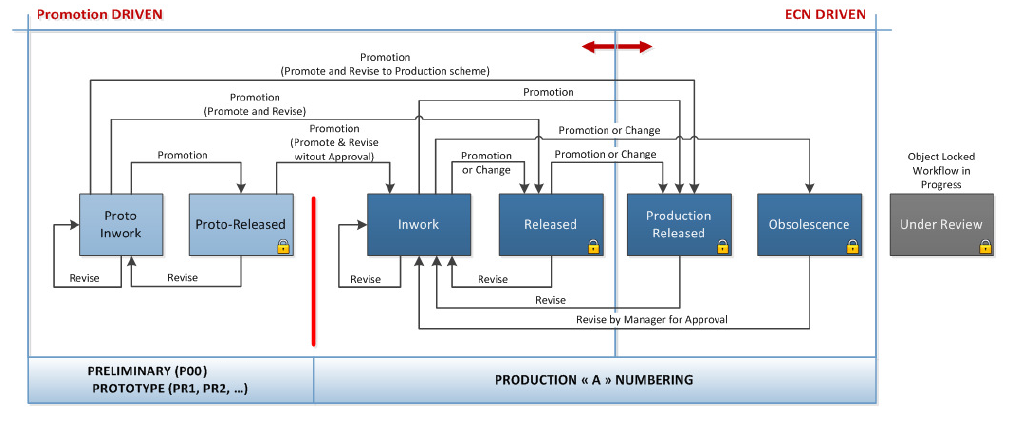 Promotion DRIVEN
ECN DRIVEN
Promotion
(Promote and Revise to Production scheme)
Promotion
Promotion
(Promote and Revise)
Promotion
(Promote & Revise
witout Approval)
Promotion or Change
Promotion
Promotion
or Change
Promotion or Change
Object Locked
Workflow in
Progress
Proto
Inwork
Proto-Released
Inwork
Released
Production
Released
Obsolescence
Under Review
Revise
Revise
Revise
Revise
Revise
Revise by Manager for Approval
PRELIMINARY (P00)
PROTOTYPE (PR1, PR2, ...)
PRODUCTION « A » NUMBERING